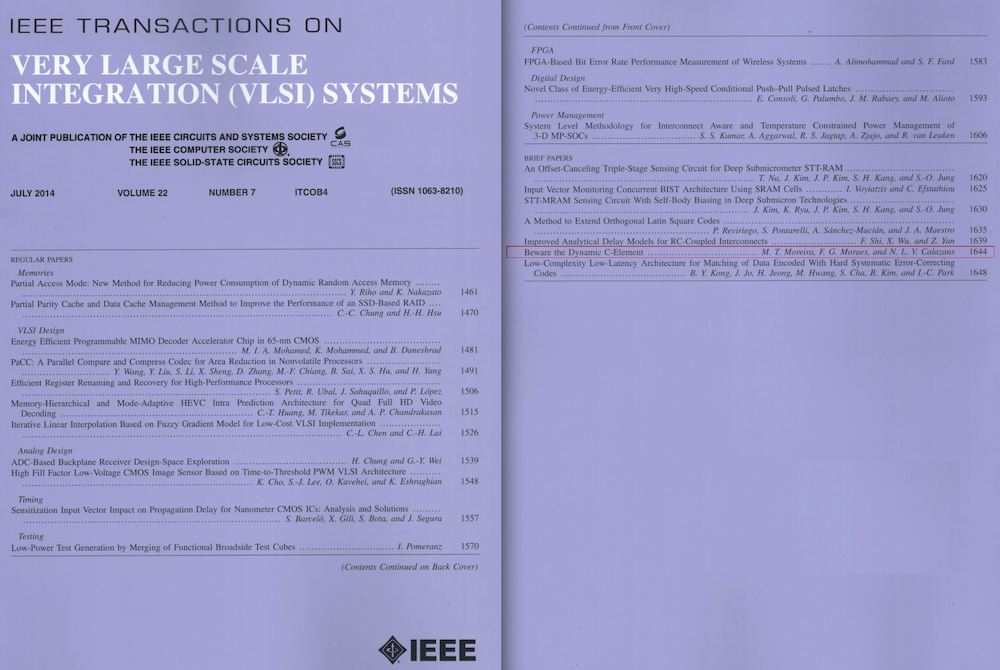 IEEE TRANSACTIONS ON
VERY LARGE SCALE
INTEGRATION (VLSI) SYSTEMS
A JOINT PUBLICATION OF THE IEEE CIRCUITS AND SYSTEMS SOCIETY
CAS
THE IEEE COMPUTER SOCIETY
THE IEEE SOLID-STATE CIRCUITS SOCIETY
JULY 2014 VOLUME 22 NUMBER 7 ITCOB4 (ISSN 1063-8210)
REGULAR PAPERS
Memories
Partial Access Mode: New Method for Reducing Power Consumption of Dynamic Random Access Memory ........
........ Y. Riho and K. Nakazato 1461
Partial Parity Cache and Data Cache Management Method to Improve the Performance of an SSD-Based RAID ....
........ C.-C. Chung and H.-H. Hsu 1470
VLSI Design
Energy Efficient Programmable MIMO Decoder Accelerator Chip in 65-nm CMOS ........
........ M. I. A. Mohamed, K. Mohammed, and B. Daneshrad 1481
PaCC: A Parallel Compare and Compress Codec for Area Reduction in Nonvolatile Processors ........
........ Y. Wang, Y. Liu, S. Li, X. Sheng, D. Zhang, M.-F. Chiang, B. Sai, X. S. Hu, and H. Yang 1491
Efficient Register Renaming and Recovery for High-Performance Processors ........
........ S. Petit, R. Ubal, J. Sahuquillo, and P. López 1506
Memory-Hierarchical and Mode-Adaptive HEVC Intra Prediction Architecture for Quad Full HD Video
Decoding ........ C.-T. Huang, M. Tikekar, and A. P. Chandrakasan 1515
Iterative Linear Interpolation Based on Fuzzy Gradient Model for Low-Cost VLSI Implementation ........
........ C.-L. Chen and C.-H. Lai 1526
Analog Design
ADC-Based Backplane Receiver Design-Space Exploration ........ H. Chung and G.-Y. Wei 1539
High Fill Factor Low-Voltage CMOS Image Sensor Based on Time-to-Threshold PWM VLSI Architecture ........
........ K. Cho, S.-J. Lee, O. Kavehei, and K. Eshraghian 1548
Timing
Sensitization Input Vector Impact on Propagation Delay for Nanometer CMOS ICs: Analysis and Solutions ........
........ S. Barceló, X. Gili, S. Bota, and J. Segura 1557
Testing
Low-Power Test Generation by Merging of Functional Broadside Test Cubes ........ I. Pomeranz 1570
(Contents Continued on Back Cover)
IEEE
(Contents Continued from Front Cover)
FPGA
FPGA-Based Bit Error Rate Performance Measurement of Wireless Systems ....... A. Alimohammad and S. F. Fard 1583
Digital Design
Novel Class of Energy-Efficient Very High-Speed Conditional Push–Pull Pulsed Latches ........
........ E. Consoli, G. Palumbo, J. M. Rabaey, and M. Alioto 1593
Power Management
System Level Methodology for Interconnect Aware and Temperature Constrained Power Management of
3-D MP-SOCs ........ S. S. Kumar, A. Aggarwal, R. S. Jagtap, A. Zjajo, and R. van Leuken 1606
BRIEF PAPERS
An Offset-Canceling Triple-Stage Sensing Circuit for Deep Submicrometer STT-RAM ........
........ T. Na, J. Kim, J. P. Kim, S. H. Kang, and S.-O. Jung 1620
Input Vector Monitoring Concurrent BIST Architecture Using SRAM Cells ........ I. Voyiatzis and C. Efstathiou 1625
STT-MRAM Sensing Circuit With Self-Body Biasing in Deep Submicron Technologies ........
........ J. Kim, K. Ryu, J. P. Kim, S. H. Kang, and S.-O. Jung 1630
A Method to Extend Orthogonal Latin Square Codes ........
........ P. Reviriego, S. Pontarelli, A. Sánchez-Macián, and J. A. Maestro 1635
Improved Analytical Delay Models for RC-Coupled Interconnects ........ F. Shi, X. Wu, and Z. Yan 1639
Beware the Dynamic C-Element ........ M. T. Moreira, F. G. Moraes, and N. L. V. Calazans 1644
Low-Complexity Low-Latency Architecture for Matching of Data Encoded With Hard Systematic Error-Correcting
Codes ........ B. Y. Kong, J. Jo, H. Jeong, M. Hwang, S. Cha, B. Kim, and I.-C. Park 1648